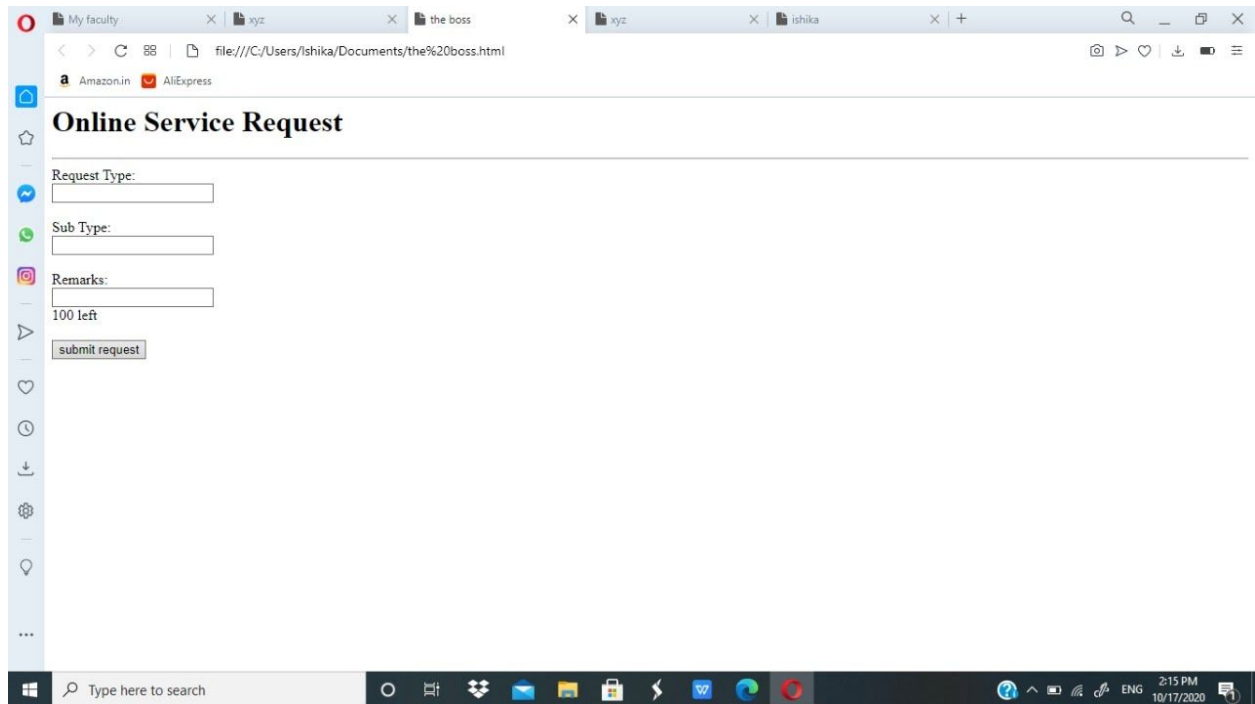 My faculty
xyz
the boss
xyz
ishika
file:///C:/Users/Ishika/Documents/the%20boss.html
a Amazon.in AliExpress
Online Service Request
Request Type:
Sub Type:
Remarks:
100 left
submit request
Type here to search
ENG
2:15 PM
10/17/2020